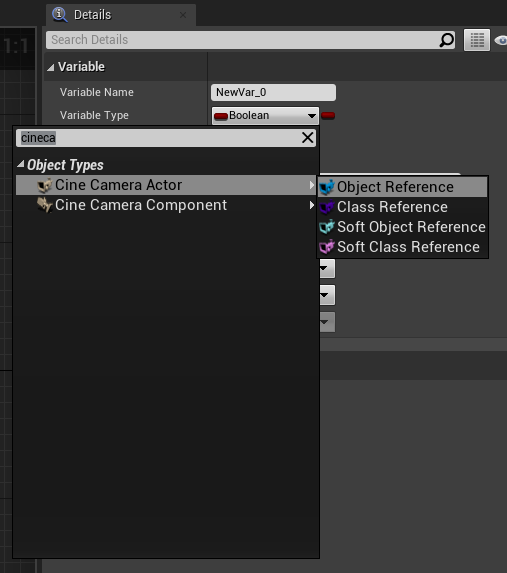 1:1
Details
Search Details
Variable
Variable Name
NewVar_0
Variable Type
Boolean
cineca
Object Types
Cine Camera Actor
Cine Camera Component
Object Reference
Class Reference
Soft Object Reference
Soft Class Reference